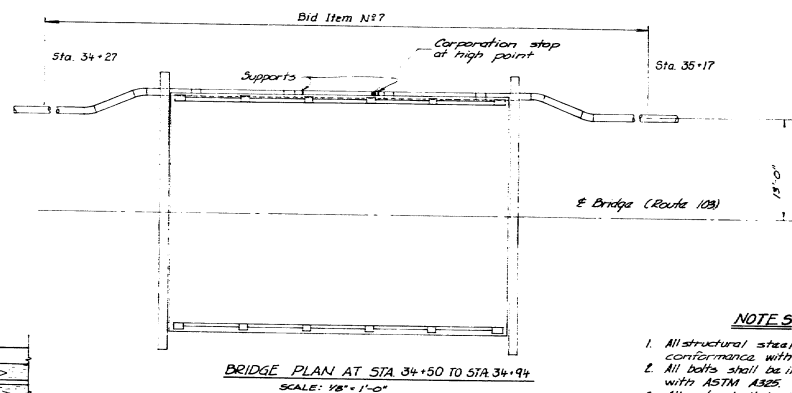 Bid Item Nº7
Sta. 34+27
Corporation stop
at high point
Sta. 35+17
Supports
13'-0"
℄ Bridge (Route 103)
NOTES
1. All structural steel
conformance with
2. All bolts shall be i
with ASTM A325.
BRIDGE PLAN AT STA. 34+50 TO STA. 34+94
SCALE: 1/8" = 1'-0"